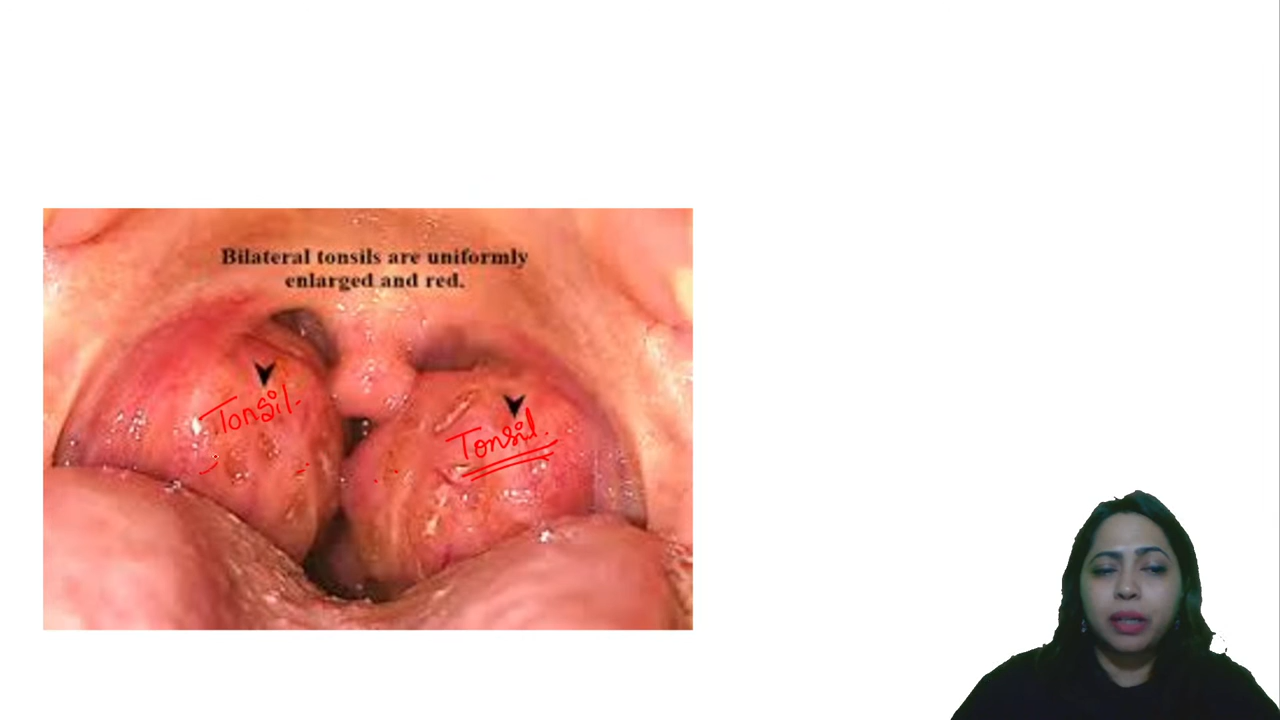 Bilateral tonsils are uniformly
enlarged and red.
Tonsil.
Tonsil.